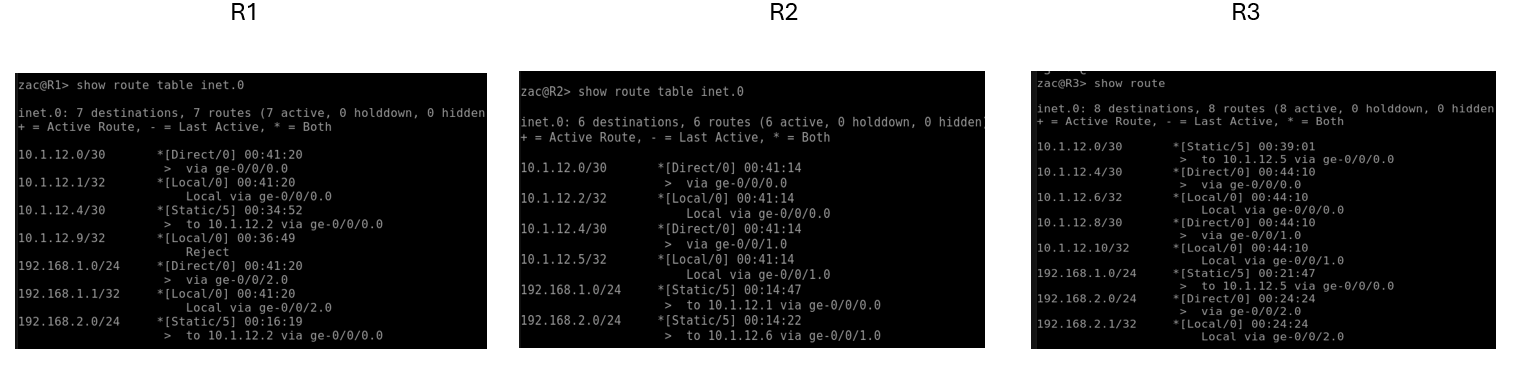 R1
R2
R3
zac@R1> show route table inet.0
inet.0: 7 destinations, 7 routes (7 active, 0 holddown, 0 hidden
+ = Active Route, - = Last Active, * = Both
10.1.12.0/30 *[Direct/0] 00:41:20
> via ge-0/0/0.0
10.1.12.1/32 *[Local/0] 00:41:20
Local via ge-0/0/0.0
10.1.12.4/30 *[Static/5] 00:34:52
> to 10.1.12.2 via ge-0/0/0.0
10.1.12.9/32 *[Local/0] 00:36:49
Reject
192.168.1.0/24 *[Direct/0] 00:41:20
> via ge-0/0/2.0
192.168.1.1/32 *[Local/0] 00:41:20
Local via ge-0/0/2.0
192.168.2.0/24 *[Static/5] 00:16:19
> to 10.1.12.2 via ge-0/0/0.0
zac@R2> show route table inet.0
inet.0: 6 destinations, 6 routes (6 active, 0 holddown, 0 hidden)
+ = Active Route, - = Last Active, * = Both
10.1.12.0/30 *[Direct/0] 00:41:14
> via ge-0/0/0.0
10.1.12.2/32 *[Local/0] 00:41:14
Local via ge-0/0/0.0
10.1.12.4/30 *[Direct/0] 00:41:14
> via ge-0/0/1.0
10.1.12.5/32 *[Local/0] 00:41:14
Local via ge-0/0/1.0
192.168.1.0/24 *[Static/5] 00:14:47
> to 10.1.12.1 via ge-0/0/0.0
192.168.2.0/24 *[Static/5] 00:14:22
> to 10.1.12.6 via ge-0/0/1.0
zac@R3> show route
inet.0: 8 destinations, 8 routes (8 active, 0 holddown, 0 hidden
+ = Active Route, - = Last Active, * = Both
10.1.12.0/30 *[Static/5] 00:39:01
> to 10.1.12.5 via ge-0/0/0.0
10.1.12.4/30 *[Direct/0] 00:44:10
> via ge-0/0/0.0
10.1.12.6/32 *[Local/0] 00:44:10
Local via ge-0/0/0.0
10.1.12.8/30 *[Direct/0] 00:44:10
> via ge-0/0/1.0
10.1.12.10/32 *[Local/0] 00:44:10
Local via ge-0/0/1.0
192.168.1.0/24 *[Static/5] 00:21:47
> to 10.1.12.5 via ge-0/0/0.0
192.168.2.0/24 *[Direct/0] 00:24:24
> via ge-0/0/2.0
192.168.2.1/32 *[Local/0] 00:24:24
Local via ge-0/0/2.0